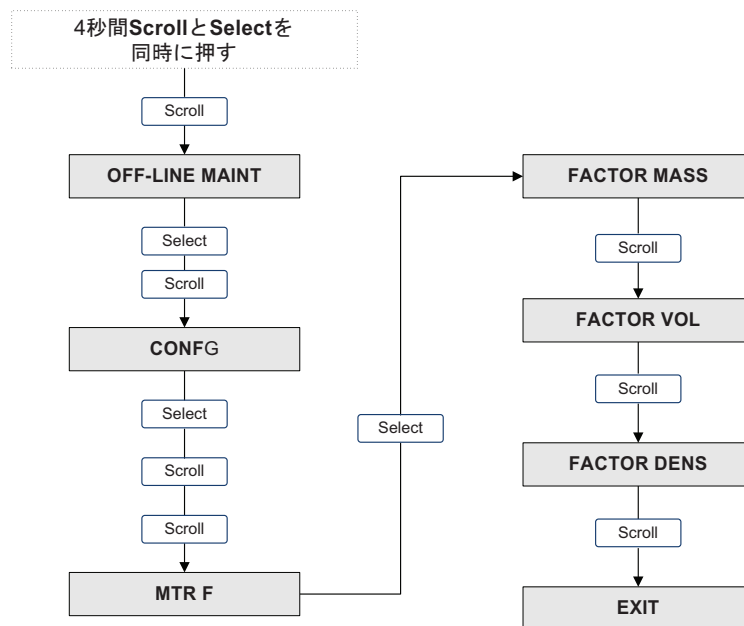 4秒間ScrollとSelectを
同時に押す
Scroll
OFF-LINE MAINT
Select
Scroll
CONFG
Select
Scroll
Scroll
MTR F
Select
FACTOR MASS
Scroll
FACTOR VOL
Scroll
FACTOR DENS
Scroll
EXIT